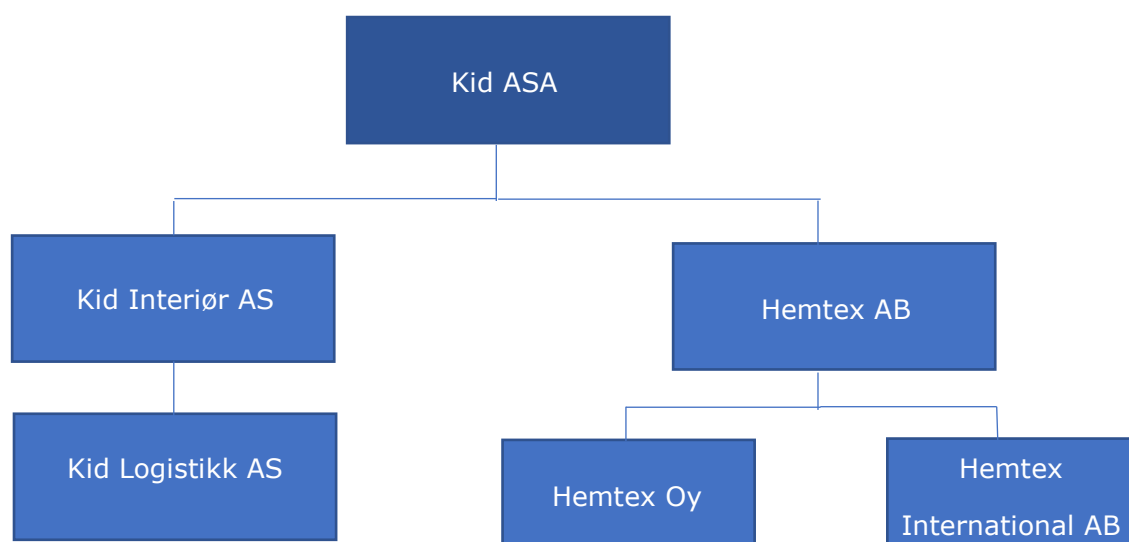 Kid ASA
Kid Interiør AS
Hemtex AB
Kid Logistikk AS
Hemtex Oy
Hemtex
International AB